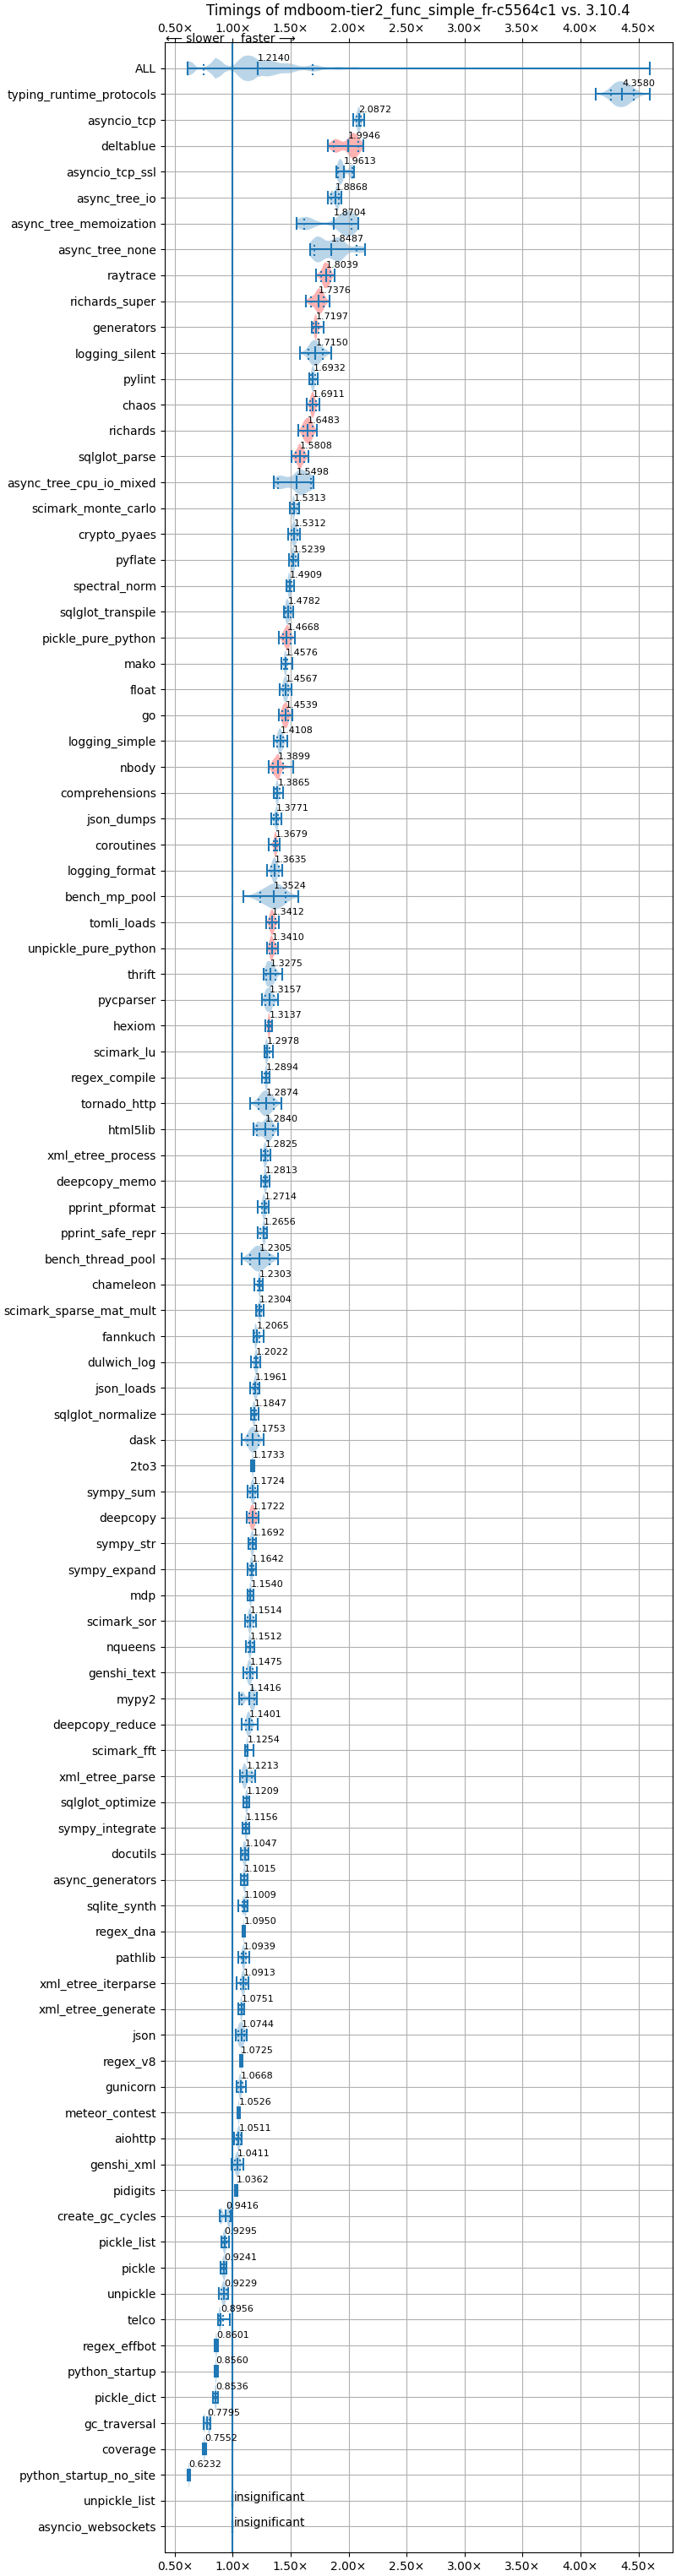 Timings of mdboom-tier2_func_simple_fr-c5564c1 vs. 3.10.4
0.50× 1.00× 1.50× 2.00× 2.50× 3.00× 3.50× 4.00× 4.50×
⟵ slower faster ⟶
ALL 1.2140
typing_runtime_protocols 4.3580
asyncio_tcp 2.0872
deltablue 1.9946
asyncio_tcp_ssl 1.9613
async_tree_io 1.8868
async_tree_memoization 1.8704
async_tree_none 1.8487
raytrace 1.8039
richards_super 1.7376
generators 1.7197
logging_silent 1.7150
pylint 1.6932
chaos 1.6911
richards 1.6483
sqlglot_parse 1.5808
async_tree_cpu_io_mixed 1.5498
scimark_monte_carlo 1.5313
crypto_pyaes 1.5312
pyflate 1.5239
spectral_norm 1.4909
sqlglot_transpile 1.4782
pickle_pure_python 1.4668
mako 1.4576
float 1.4567
go 1.4539
logging_simple 1.4108
nbody 1.3899
comprehensions 1.3865
json_dumps 1.3771
coroutines 1.3679
logging_format 1.3635
bench_mp_pool 1.3524
tomli_loads 1.3412
unpickle_pure_python 1.3410
thrift 1.3275
pycparser 1.3157
hexiom 1.3137
scimark_lu 1.2978
regex_compile 1.2894
tornado_http 1.2874
html5lib 1.2840
xml_etree_process 1.2825
deepcopy_memo 1.2813
pprint_pformat 1.2714
pprint_safe_repr 1.2656
bench_thread_pool 1.2305
chameleon 1.2303
scimark_sparse_mat_mult 1.2304
fannkuch 1.2065
dulwich_log 1.2022
json_loads 1.1961
sqlglot_normalize 1.1847
dask 1.1753
2to3 1.1733
sympy_sum 1.1724
deepcopy 1.1722
sympy_str 1.1692
sympy_expand 1.1642
mdp 1.1540
scimark_sor 1.1514
nqueens 1.1512
genshi_text 1.1475
mypy2 1.1416
deepcopy_reduce 1.1401
scimark_fft 1.1254
xml_etree_parse 1.1213
sqlglot_optimize 1.1209
sympy_integrate 1.1156
docutils 1.1047
async_generators 1.1015
sqlite_synth 1.1009
regex_dna 1.0950
pathlib 1.0939
xml_etree_iterparse 1.0913
xml_etree_generate 1.0751
json 1.0744
regex_v8 1.0725
gunicorn 1.0668
meteor_contest 1.0526
aiohttp 1.0511
genshi_xml 1.0411
pidigits 1.0362
create_gc_cycles 0.9416
pickle_list 0.9295
pickle 0.9241
unpickle 0.9229
telco 0.8956
regex_effbot 0.8601
python_startup 0.8560
pickle_dict 0.8536
gc_traversal 0.7795
coverage 0.7552
python_startup_no_site 0.6232
unpickle_list insignificant
asyncio_websockets insignificant
0.50× 1.00× 1.50× 2.00× 2.50× 3.00× 3.50× 4.00× 4.50×